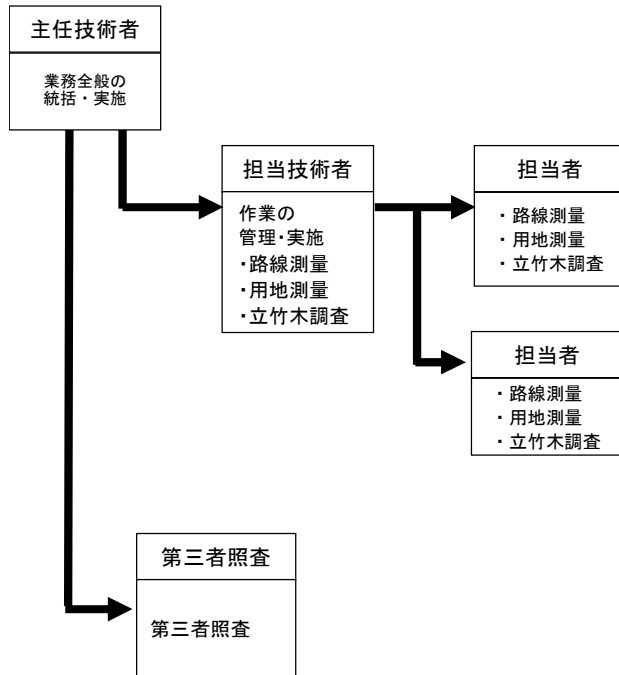 主任技術者
業務全般の
統括・実施
担当技術者
作業の
管理・実施
・路線測量
・用地測量
・立竹木調査
担当者
・路線測量
・用地測量
・立竹木調査
担当者
・路線測量
・用地測量
・立竹木調査
第三者照査
第三者照査